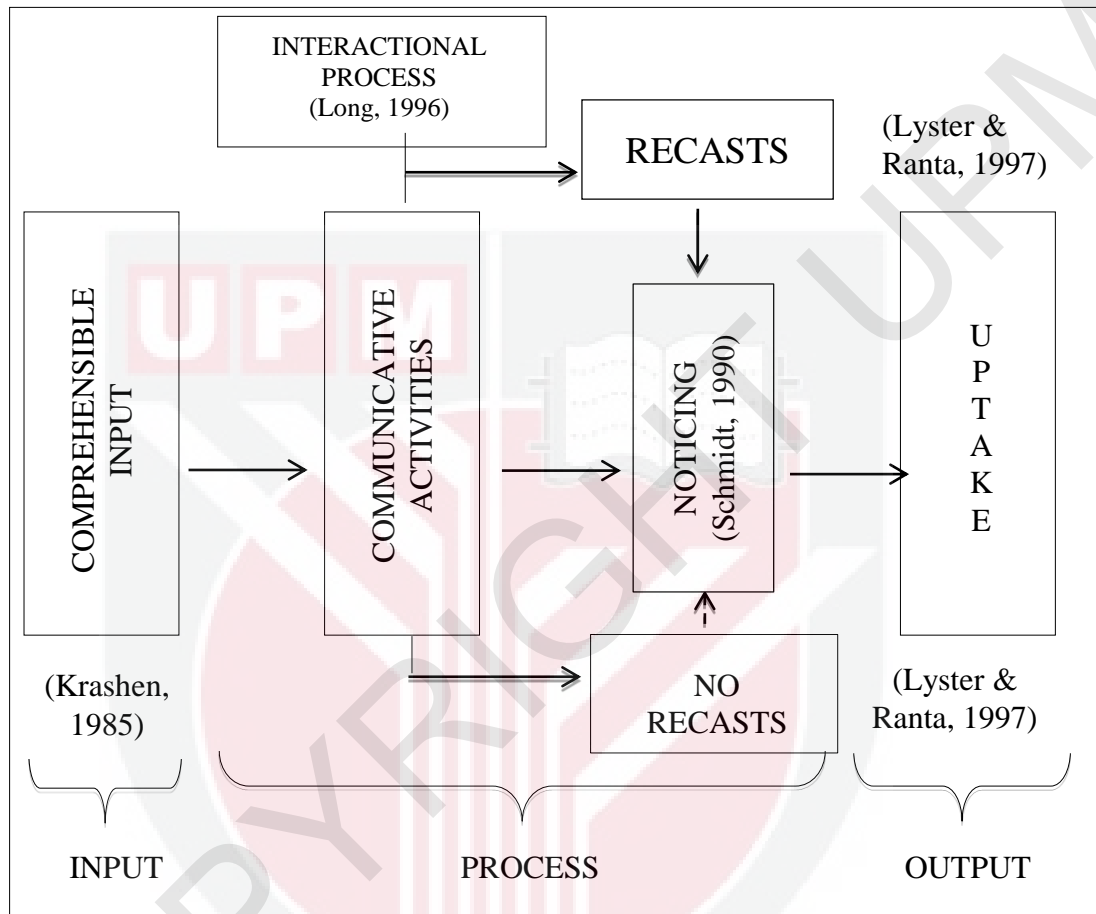 INTERACTIONAL
PROCESS
(Long, 1996)
RECASTS
(Lyster &
Ranta, 1997)
COMPREHENSIBLE
INPUT
COMMUNICATIVE
ACTIVITIES
NOTICING
(Schmidt, 1990)
U
P
T
A
K
E
(Krashen,
1985)
NO
RECASTS
(Lyster &
Ranta, 1997)
INPUT
PROCESS
OUTPUT
UPM
PYRIGHT UPM